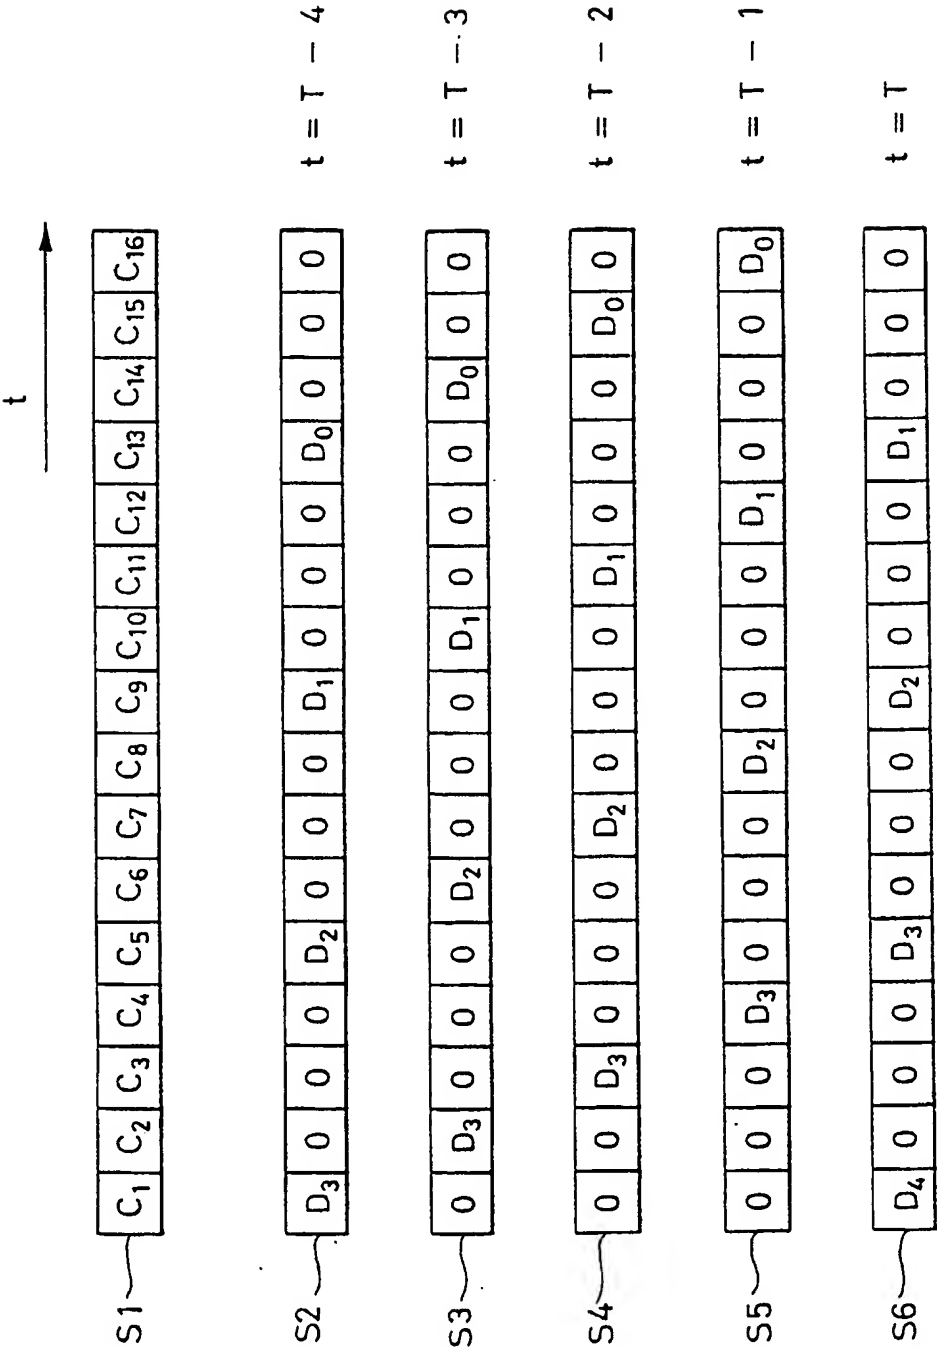 t
S1 C1 C2 C3 C4 C5 C6 C7 C8 C9 C10 C11 C12 C13 C14 C15 C16
S2 D3 0 0 0 D2 0 0 0 D1 0 0 0 D0 0 0 0 t = T - 4
S3 0 D3 0 0 0 D2 0 0 0 D1 0 0 0 D0 0 0 t = T - 3
S4 0 0 D3 0 0 0 D2 0 0 0 D1 0 0 0 D0 0 t = T - 2
S5 0 0 0 D3 0 0 0 D2 0 0 0 D1 0 0 0 D0 t = T - 1
S6 D4 0 0 0 D3 0 0 0 D2 0 0 0 D1 0 0 0 t = T